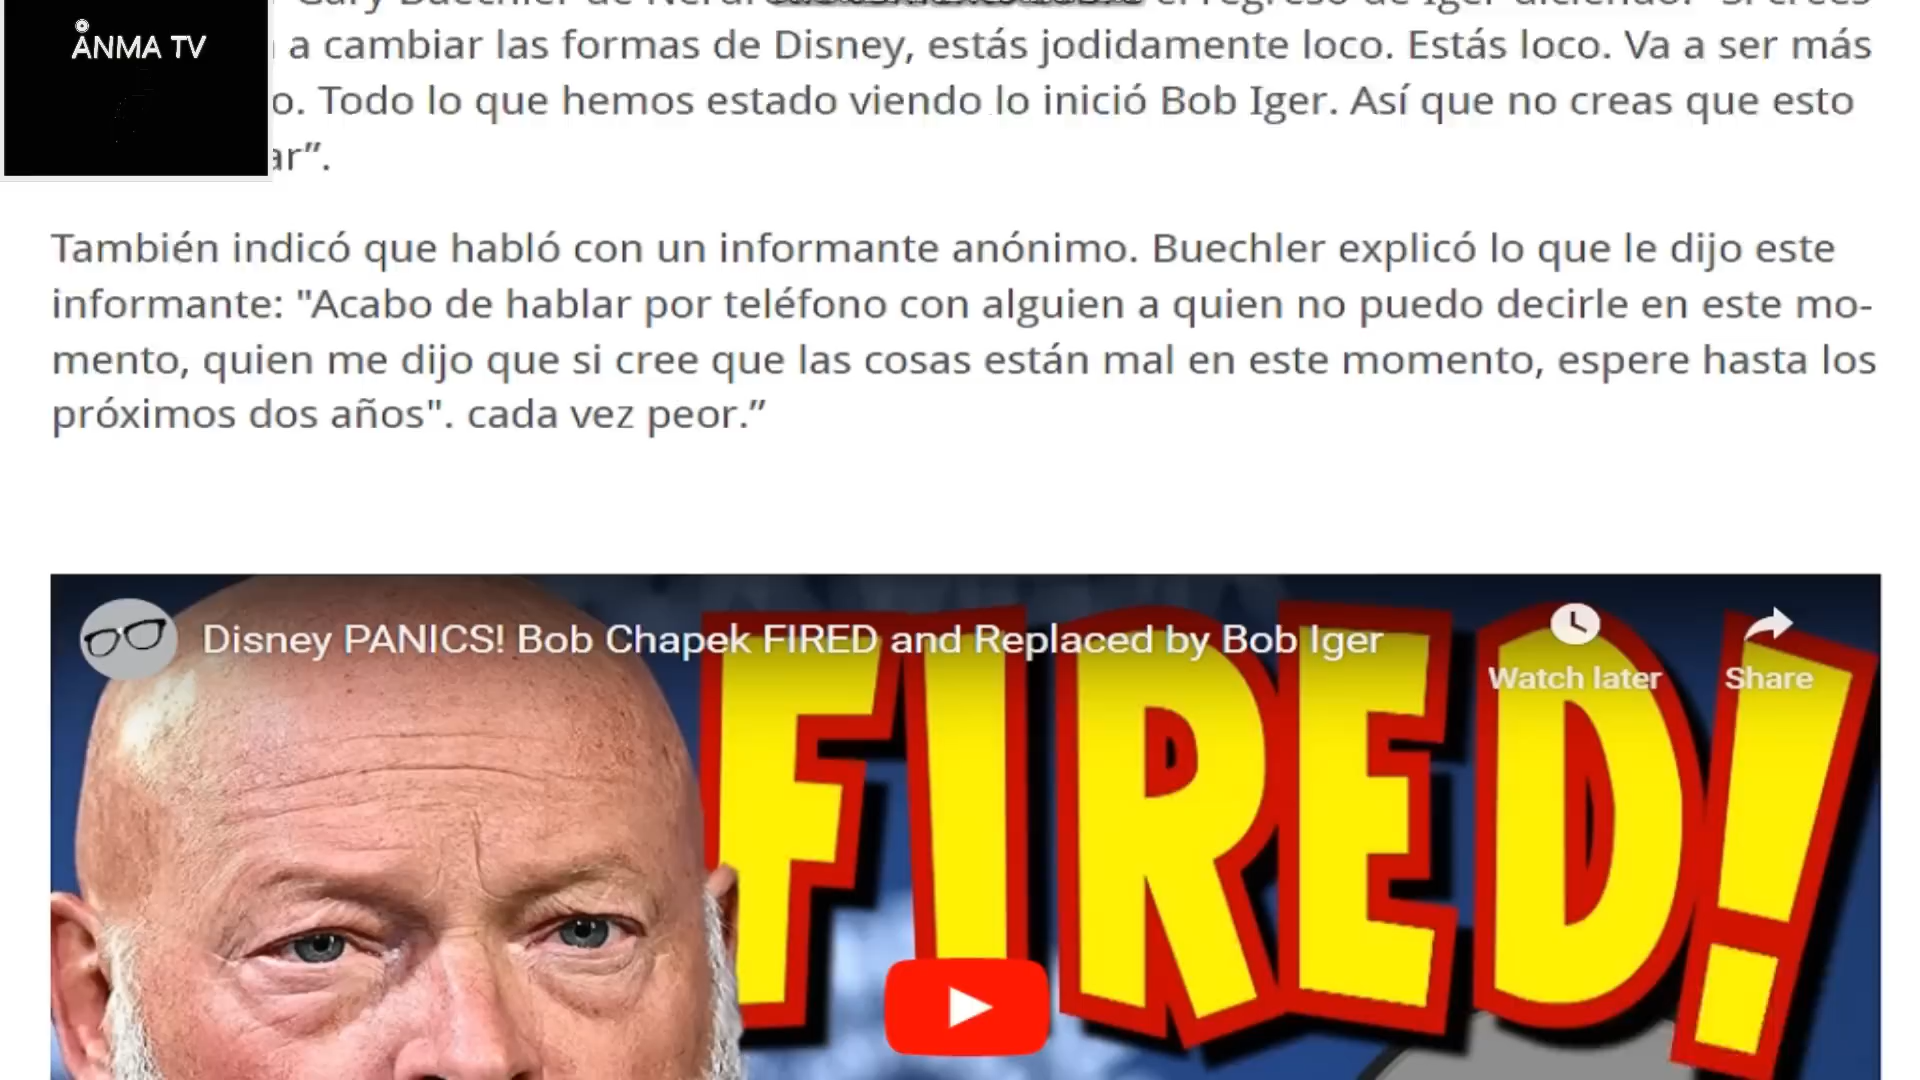 Gary Buechler de
el regreso de Iger diciendo: "Si crees
ÅNMA TV
a cambiar las formas de Disney, estás jodidamente loco. Estás loco. Va a ser más
o. Todo lo que hemos estado viendo lo inició Bob Iger. Así que no creas que esto
ar”.
También indicó que habló con un informante anónimo. Buechler explicó lo que le dijo este
informante: "Acabo de hablar por teléfono con alguien a quien no puedo decirle en este mo-
mento, quien me dijo que si cree que las cosas están mal en este momento, espere hasta los
próximos dos años". cada vez peor.”
Disney PANICS! Bob Chapek FIRED and Replaced by Bob Iger
Watch later
Share
FIRED!